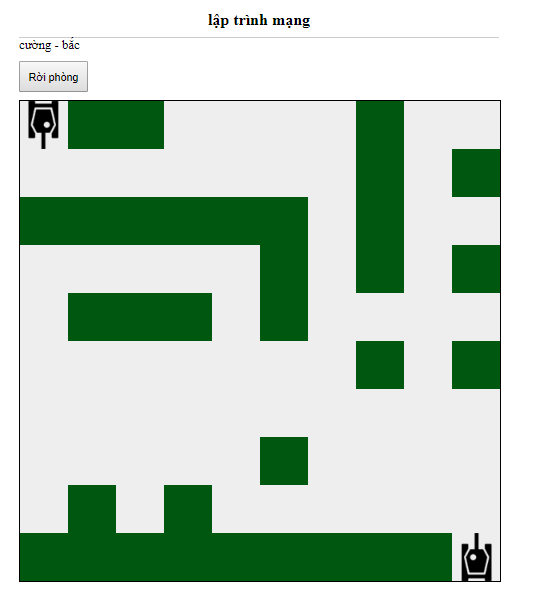 lập trình mạng
cường - bắc
Rời phòng